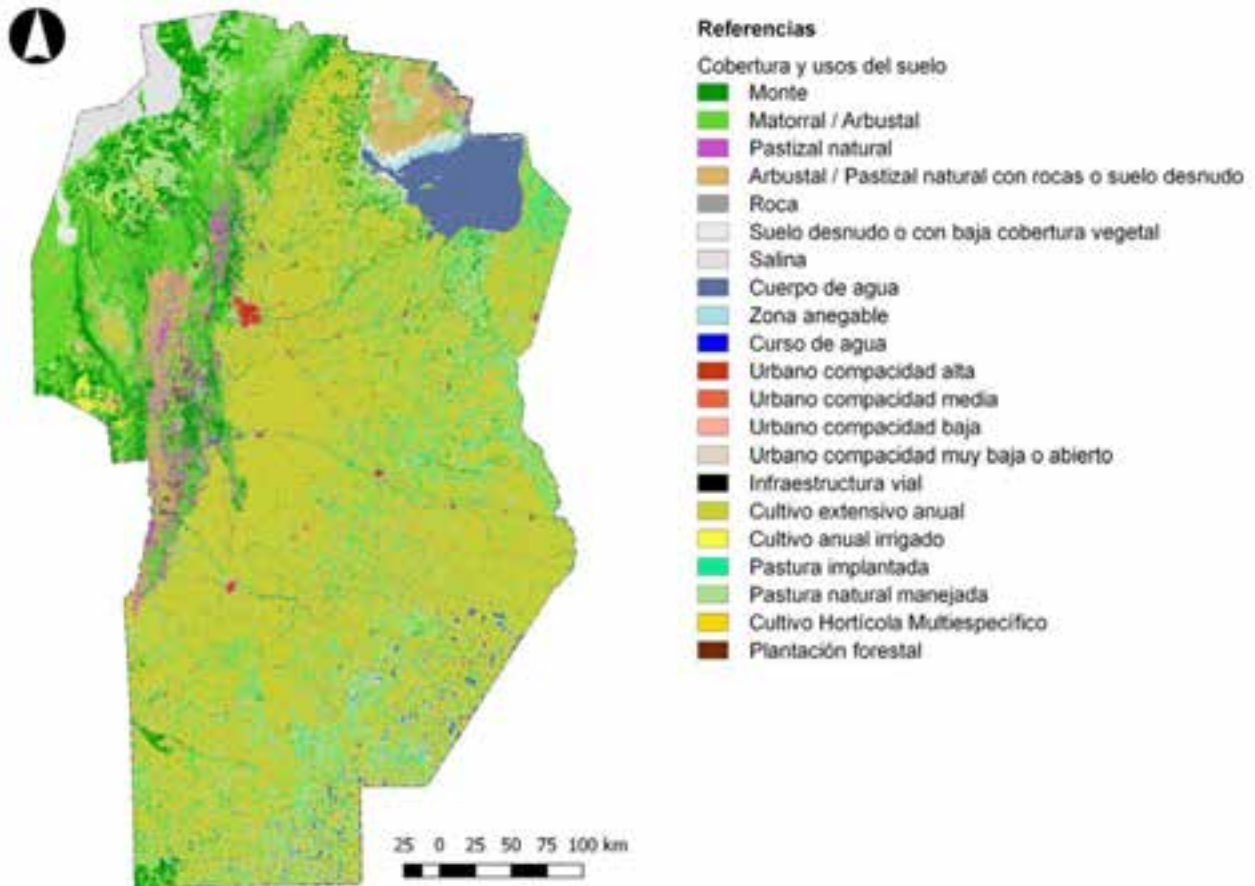 Referencias
Cobertura y usos del suelo
Monte
Matorral / Arbustal
Pastizal natural
Arbustal / Pastizal natural con rocas o suelo desnudo
Roca
Suelo desnudo o con baja cobertura vegetal
Salina
Cuerpo de agua
Zona anegable
Curso de agua
Urbano compacidad alta
Urbano compacidad media
Urbano compacidad baja
Urbano compacidad muy baja o abierto
Infraestructura vial
Cultivo extensivo anual
Cultivo anual irrigado
Pastura implantada
Pastura natural manejada
Cultivo Hortícola Multiespecífico
Plantación forestal
25 0 25 50 75 100 km